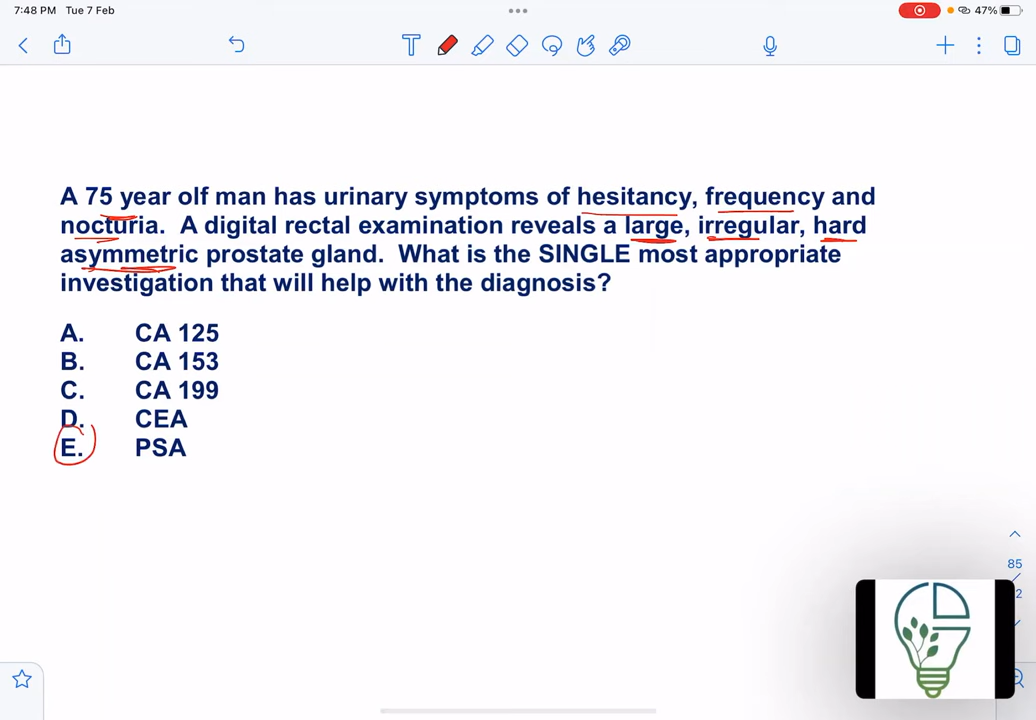 7:48 PM Tue 7 Feb
47%
T
A 75 year olf man has urinary symptoms of hesitancy, frequency and
nocturia. A digital rectal examination reveals a large, irregular, hard
asymmetric prostate gland. What is the SINGLE most appropriate
investigation that will help with the diagnosis?
A. CA 125
B. CA 153
C. CA 199
D. CEA
E. PSA
85